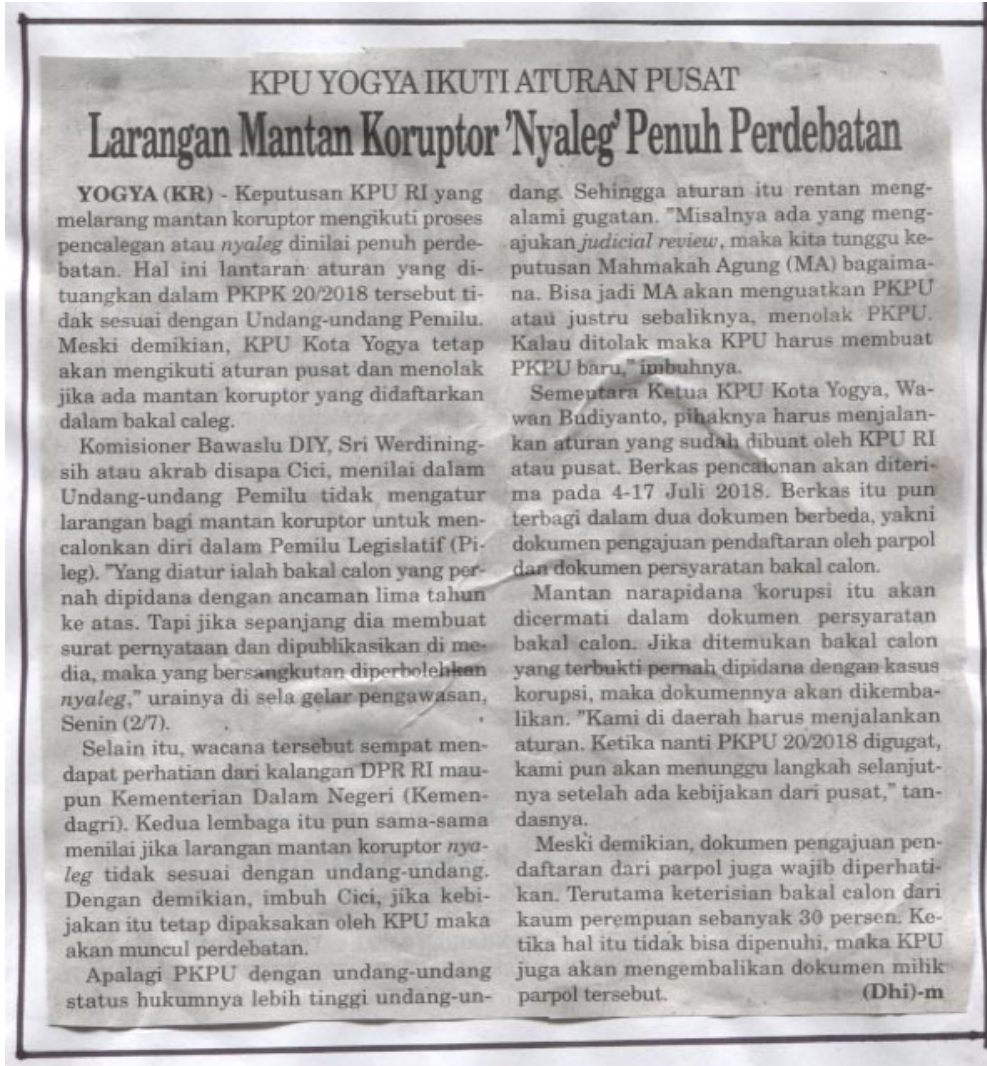 KPU YOGYA IKUTI ATURAN PUSAT
Larangan Mantan Koruptor 'Nyaleg' Penuh Perdebatan
YOGYA (KR) - Keputusan KPU RI yang
melarang mantan koruptor mengikuti proses
pencalegan atau nyaleg dinilai penuh perde-
batan. Hal ini lantaran aturan yang di-
tuangkan dalam PKPK 20/2018 tersebut ti-
dak sesuai dengan Undang-undang Pemilu.
Meski demikian, KPU Kota Yogya tetap
akan mengikuti aturan pusat dan menolak
jika ada mantan koruptor yang didaftarkan
dalam bakal caleg.
Komisioner Bawaslu DIY, Sri Werdining-
sih atau akrab disapa Cici, menilai dalam
Undang-undang Pemilu tidak mengatur
larangan bagi mantan koruptor untuk men-
calonkan diri dalam Pemilu Legislatif (Pi-
leg). "Yang diatur ialah bakal calon yang per-
nah dipidana dengan ancaman lima tahun
ke atas. Tapi jika sepanjang dia membuat
surat pernyataan dan dipublikasikan di me-
dia, maka yang bersangkutan diperbolehkan
nyaleg," urainya di sela gelar pengawasan,
Senin (2/7).
Selain itu, wacana tersebut sempat men-
dapat perhatian dari kalangan DPR RI mau-
pun Kementerian Dalam Negeri (Kemen-
dagri). Kedua lembaga itu pun sama-sama
menilai jika larangan mantan koruptor nya-
leg tidak sesuai dengan undang-undang.
Dengan demikian, imbuh Cici, jika kebi-
jakan itu tetap dipaksakan oleh KPU maka
akan muncul perdebatan.
Apalagi PKPU dengan undang-undang
status hukumnya lebih tinggi undang-un-
dang. Sehingga aturan itu rentan meng-
alami gugatan. "Misalnya ada yang meng-
ajukan judicial review, maka kita tunggu ke-
putusan Mahmakah Agung (MA) bagaima-
na. Bisa jadi MA akan menguatkan PKPU
atau justru sebaliknya, menolak PKPU.
Kalau ditolak maka KPU harus membuat
PKPU baru," imbuhnya.
Sementara Ketua KPU Kota Yogya, Wa-
wan Budiyanto, pihaknya harus menjalan-
kan aturan yang sudah dibuat oleh KPU RI
atau pusat. Berkas pencalonan akan diteri-
ma pada 4-17 Juli 2018. Berkas itu pun
terbagi dalam dua dokumen berbeda, yakni
dokumen pengajuan pendaftaran oleh parpol
dan dokumen persyaratan bakal calon.
Mantan narapidana korupsi itu akan
dicermati dalam dokumen persyaratan
bakal calon. Jika ditemukan bakal calon
yang terbukti pernah dipidana dengan kasus
korupsi, maka dokumennya akan dikemba-
likan. "Kami di daerah harus menjalankan
aturan. Ketika nanti PKPU 20/2018 digugat,
kami pun akan menunggu langkah selanjut-
nya setelah ada kebijakan dari pusat," tan-
dasnya.
Meski demikian, dokumen pengajuan pen-
daftaran dari parpol juga wajib diperhati-
kan. Terutama keterisian bakal calon dari
kaum perempuan sebanyak 30 persen. Ke-
tika hal itu tidak bisa dipenuhi, maka KPU
juga akan mengembalikan dokumen milik
parpol tersebut. (Dhi)-m